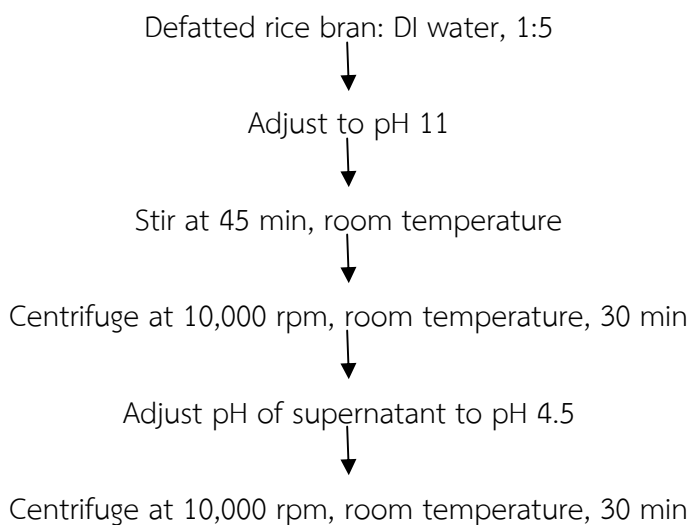 Defatted rice bran: DI water, 1:5
Adjust to pH 11
Stir at 45 min, room temperature
Centrifuge at 10,000 rpm, room temperature, 30 min
Adjust pH of supernatant to pH 4.5
Centrifuge at 10,000 rpm, room temperature, 30 min